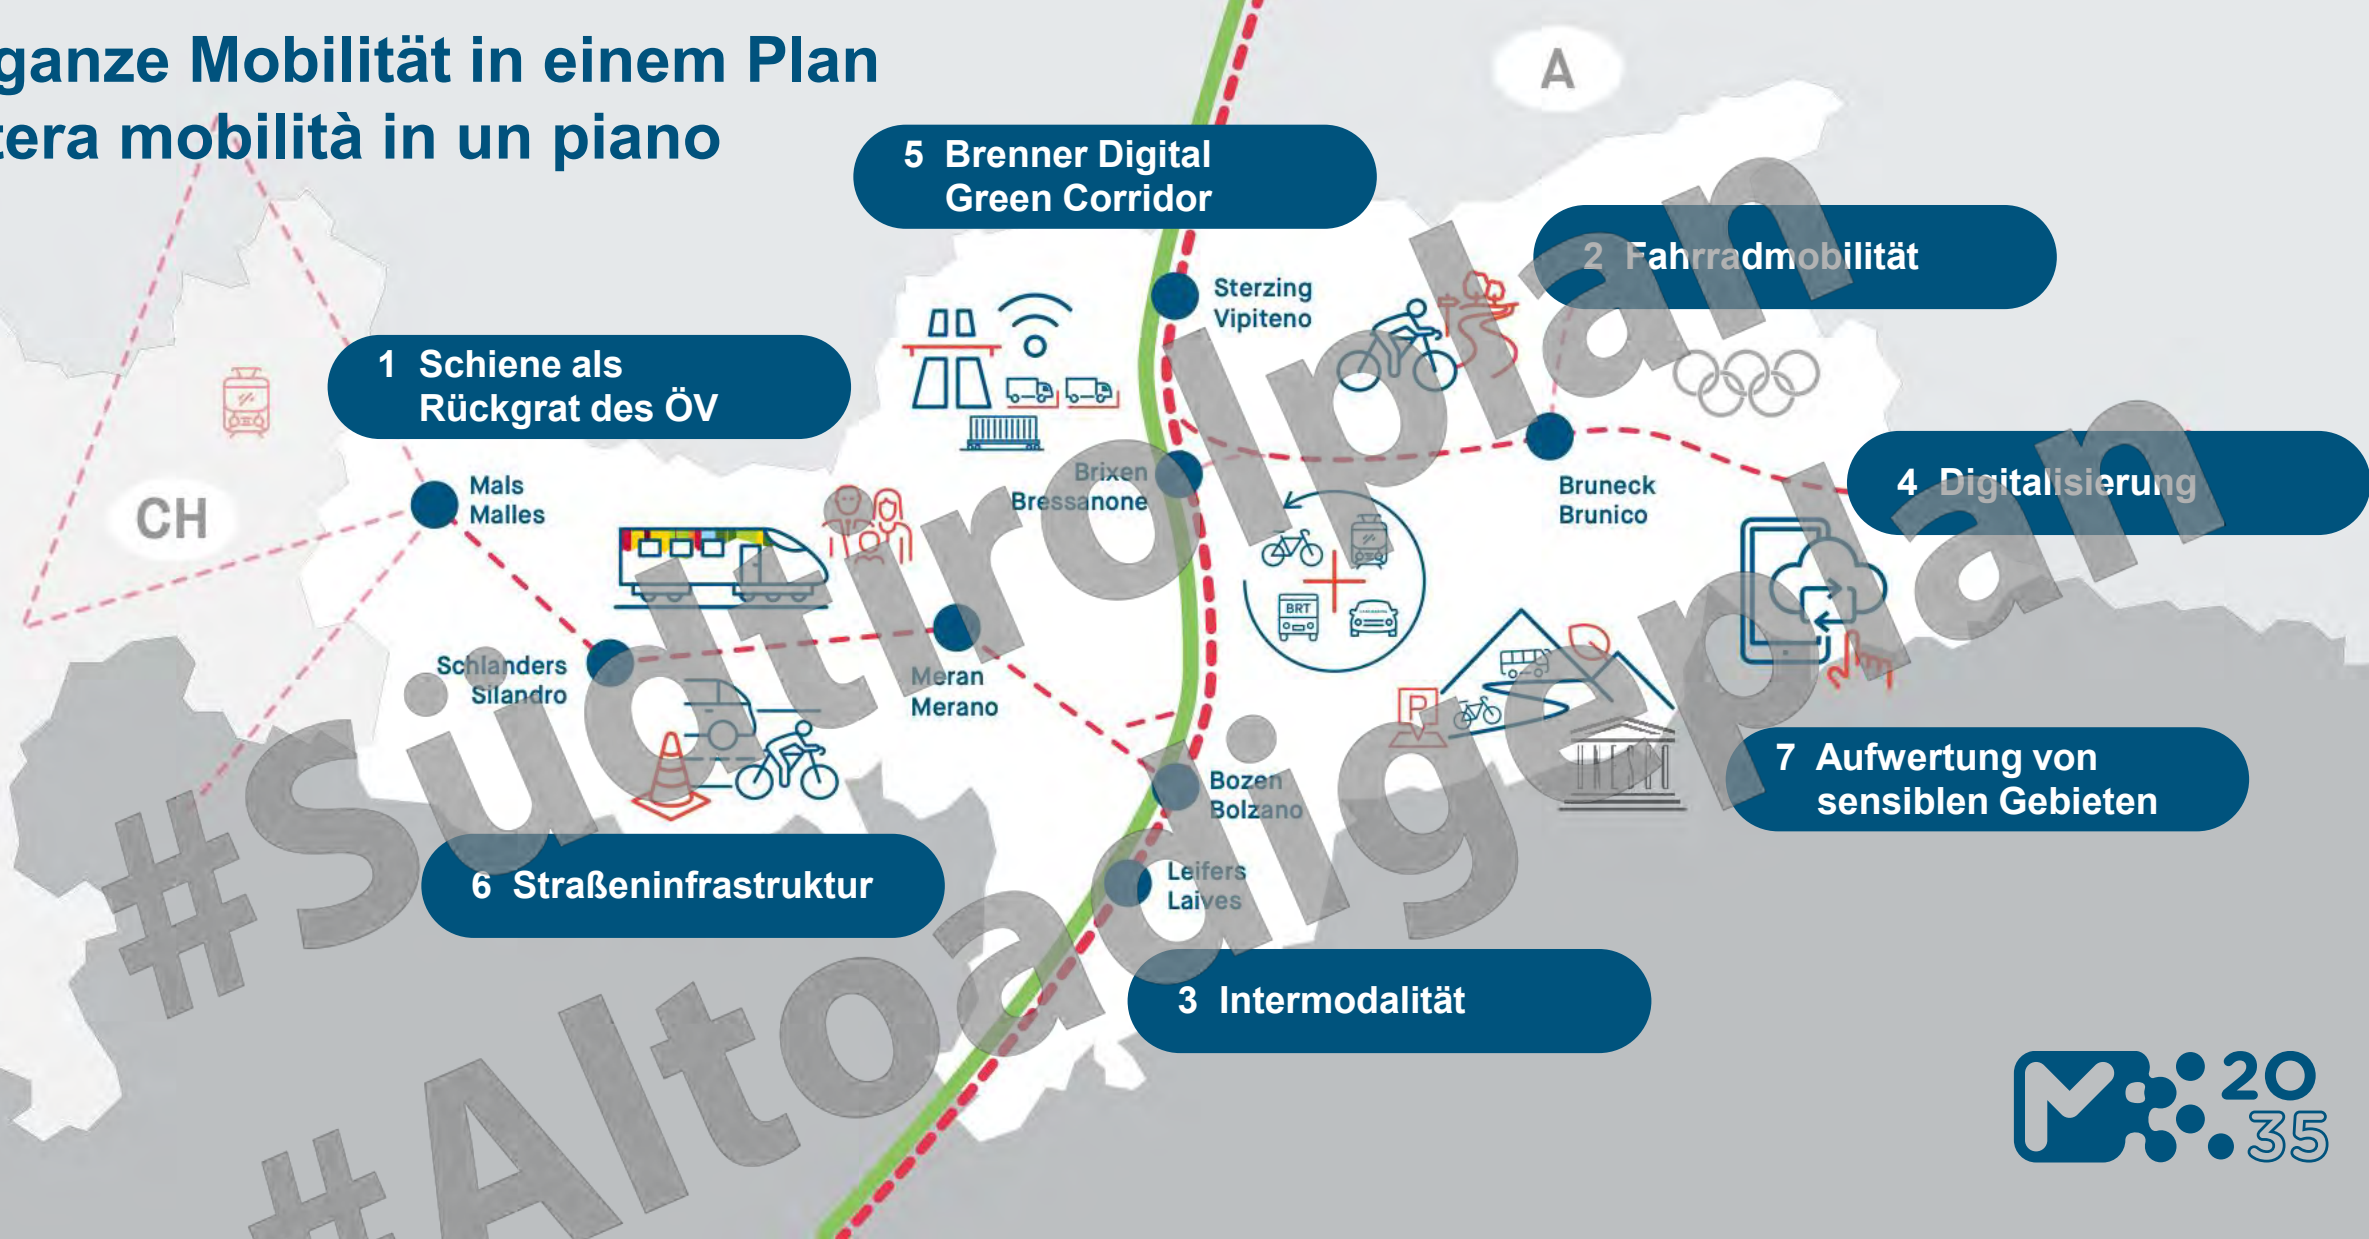 ganze Mobilität in einem Plan
tera mobilità in un piano
A
5 Brenner Digital
Green Corridor
2 Fahrradmobilität
Sterzing
Vipiteno
1 Schiene als
Rückgrat des ÖV
CH
Mals
Malles
Brixen
Bressanone
Bruneck
Brunico
4 Digitalisierung
BRT
Schlanders
Silandro
Meran
Merano
P
UNESCO
7 Aufwertung von
sensiblen Gebieten
Bozen
Bolzano
6 Straßeninfrastruktur
Leifers
Laives
3 Intermodalität
#Südtirolplan
#Altoadigeplan
M
20
35